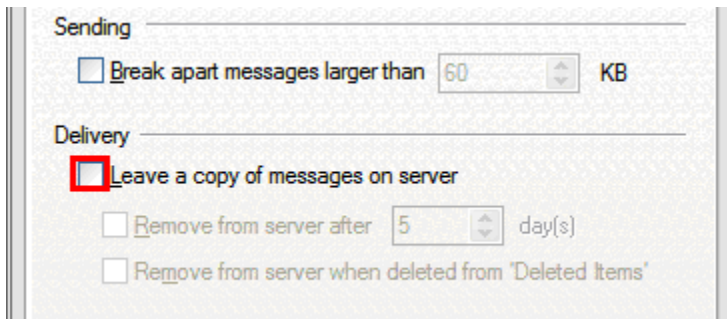 Sending
Break apart messages larger than 60 KB
Delivery
Leave a copy of messages on server
Remove from server after 5 day(s)
Remove from server when deleted from 'Deleted Items'